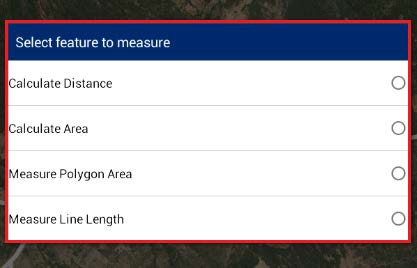 Select feature to measure
Calculate Distance
Calculate Area
Measure Polygon Area
Measure Line Length